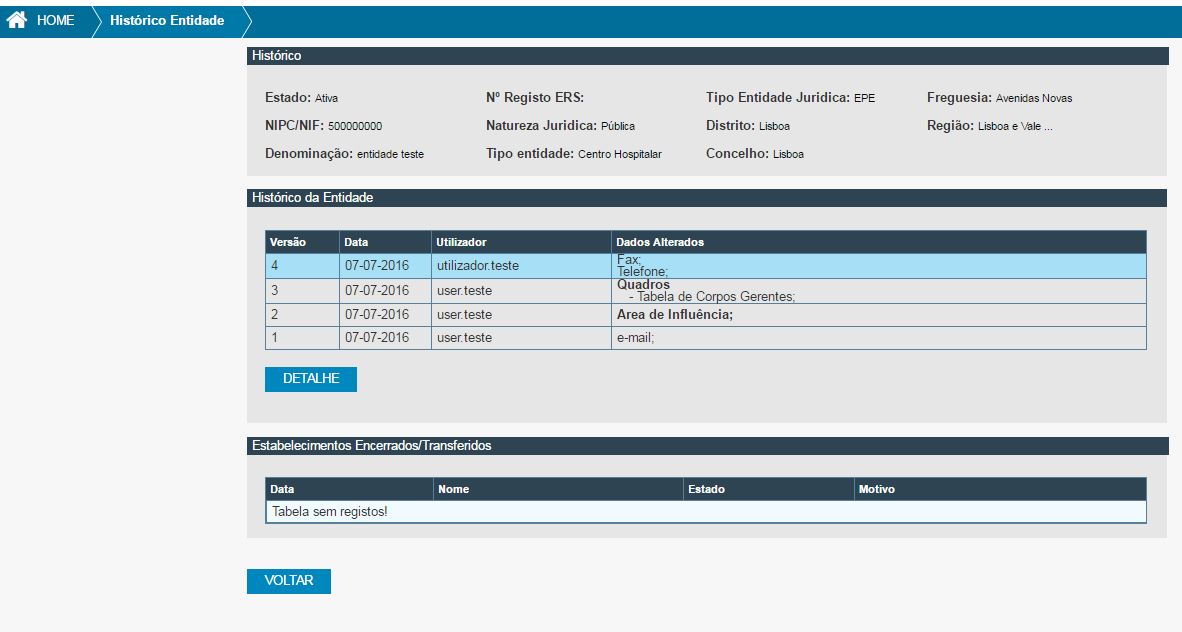 HOME Histórico Entidade
Histórico
Estado: Ativa Nº Registo ERS: Tipo Entidade Juridica: EPE Freguesia: Avenidas Novas
NIPC/NIF: 500000000 Natureza Juridica: Pública Distrito: Lisboa Região: Lisboa e Vale ...
Denominação: entidade teste Tipo entidade: Centro Hospitalar Concelho: Lisboa
Histórico da Entidade
Versão Data Utilizador Dados Alterados
4 07-07-2016 utilizador.teste Fax;
Telefone;
3 07-07-2016 user.teste Quadros
- Tabela de Corpos Gerentes;
2 07-07-2016 user.teste Area de Influência;
1 07-07-2016 user.teste e-mail;
DETALHE
Estabelecimentos Encerrados/Transferidos
Data Nome Estado Motivo
Tabela sem registos!
VOLTAR